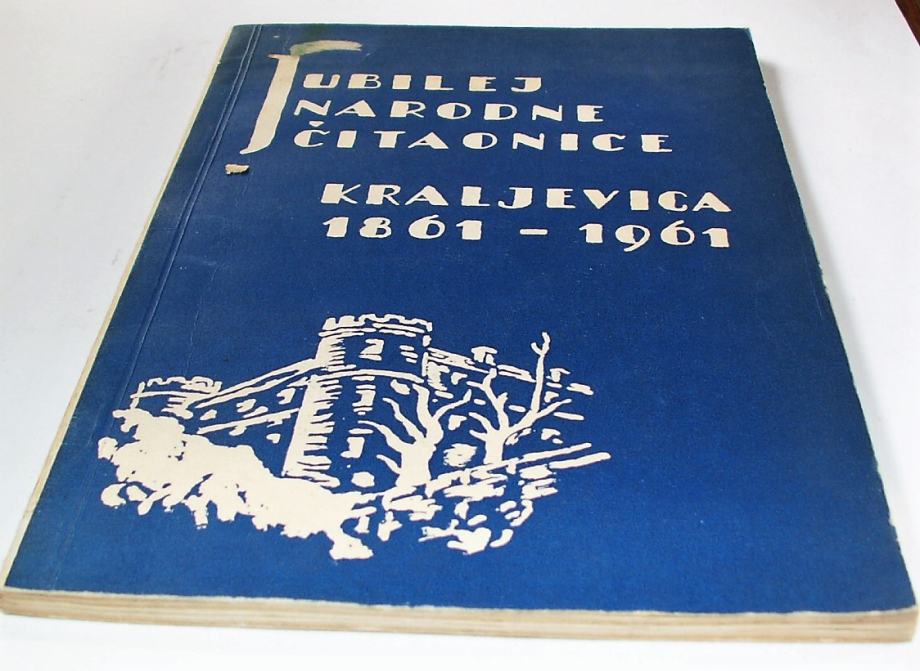 JUBILEJ
NARODNE
ČITAONICE
KRALJEVICA
1861 - 1961